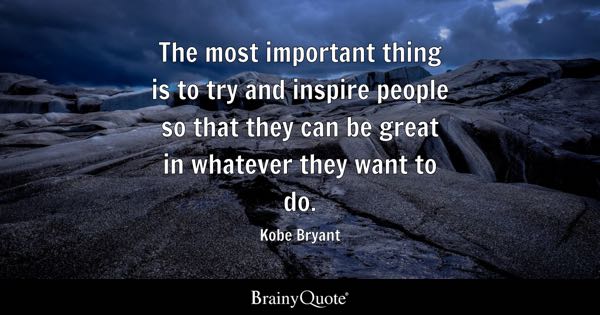 The most important thing
is to try and inspire people
so that they can be great
in whatever they want to
do.
Kobe Bryant
BrainyQuote®